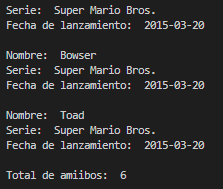 Serie:  Super Mario Bros.
Fecha de lanzamiento:  2015-03-20
Nombre:  Bowser
Serie:  Super Mario Bros.
Fecha de lanzamiento:  2015-03-20
Nombre:  Toad
Serie:  Super Mario Bros.
Fecha de lanzamiento:  2015-03-20
Total de amiibos:  6